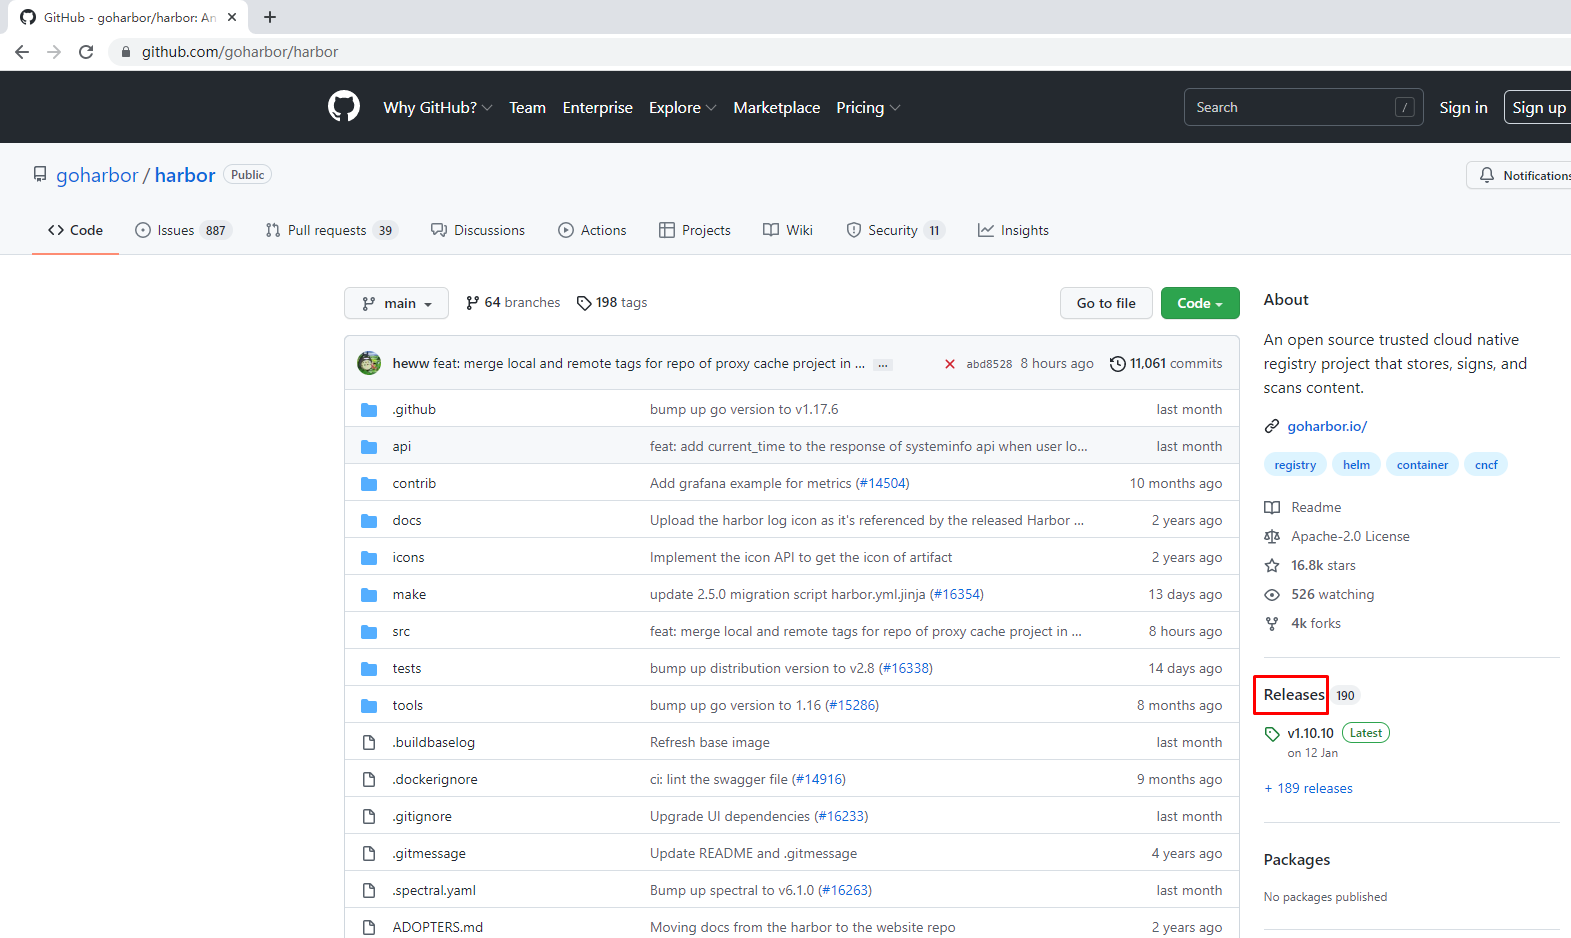 GitHub - goharbor/harbor: An
github.com/goharbor/harbor
Why GitHub? Team Enterprise Explore Marketplace Pricing Search / Sign in Sign up
goharbor / harbor Public Notifications
Code Issues 887 Pull requests 39 Discussions Actions Projects Wiki Security 11 Insights
main 64 branches 198 tags Go to file Code
heww feat: merge local and remote tags for repo of proxy cache project in ... ... abd8528 8 hours ago 11,061 commits
.github bump up go version to v1.17.6 last month
api feat: add current_time to the response of systeminfo api when user lo... last month
contrib Add grafana example for metrics (#14504) 10 months ago
docs Upload the harbor log icon as it's referenced by the released Harbor ... 2 years ago
icons Implement the icon API to get the icon of artifact 2 years ago
make update 2.5.0 migration script harbor.yml.jinja (#16354) 13 days ago
src feat: merge local and remote tags for repo of proxy cache project in ... 8 hours ago
tests bump up distribution version to v2.8 (#16338) 14 days ago
tools bump up go version to 1.16 (#15286) 8 months ago
.buildbaselog Refresh base image last month
.dockerignore ci: lint the swagger file (#14916) 9 months ago
.gitignore Upgrade UI dependencies (#16233) last month
.gitmessage Update README and .gitmessage 4 years ago
.spectral.yaml Bump up spectral to v6.1.0 (#16263) last month
ADOPTERS.md Moving docs from the harbor to the website repo 2 years ago
About
An open source trusted cloud native
registry project that stores, signs, and
scans content.
goharbor.io/
registry helm container cncf
Readme
Apache-2.0 License
16.8k stars
526 watching
4k forks
Releases 190
v1.10.10 Latest
on 12 Jan
+ 189 releases
Packages
No packages published